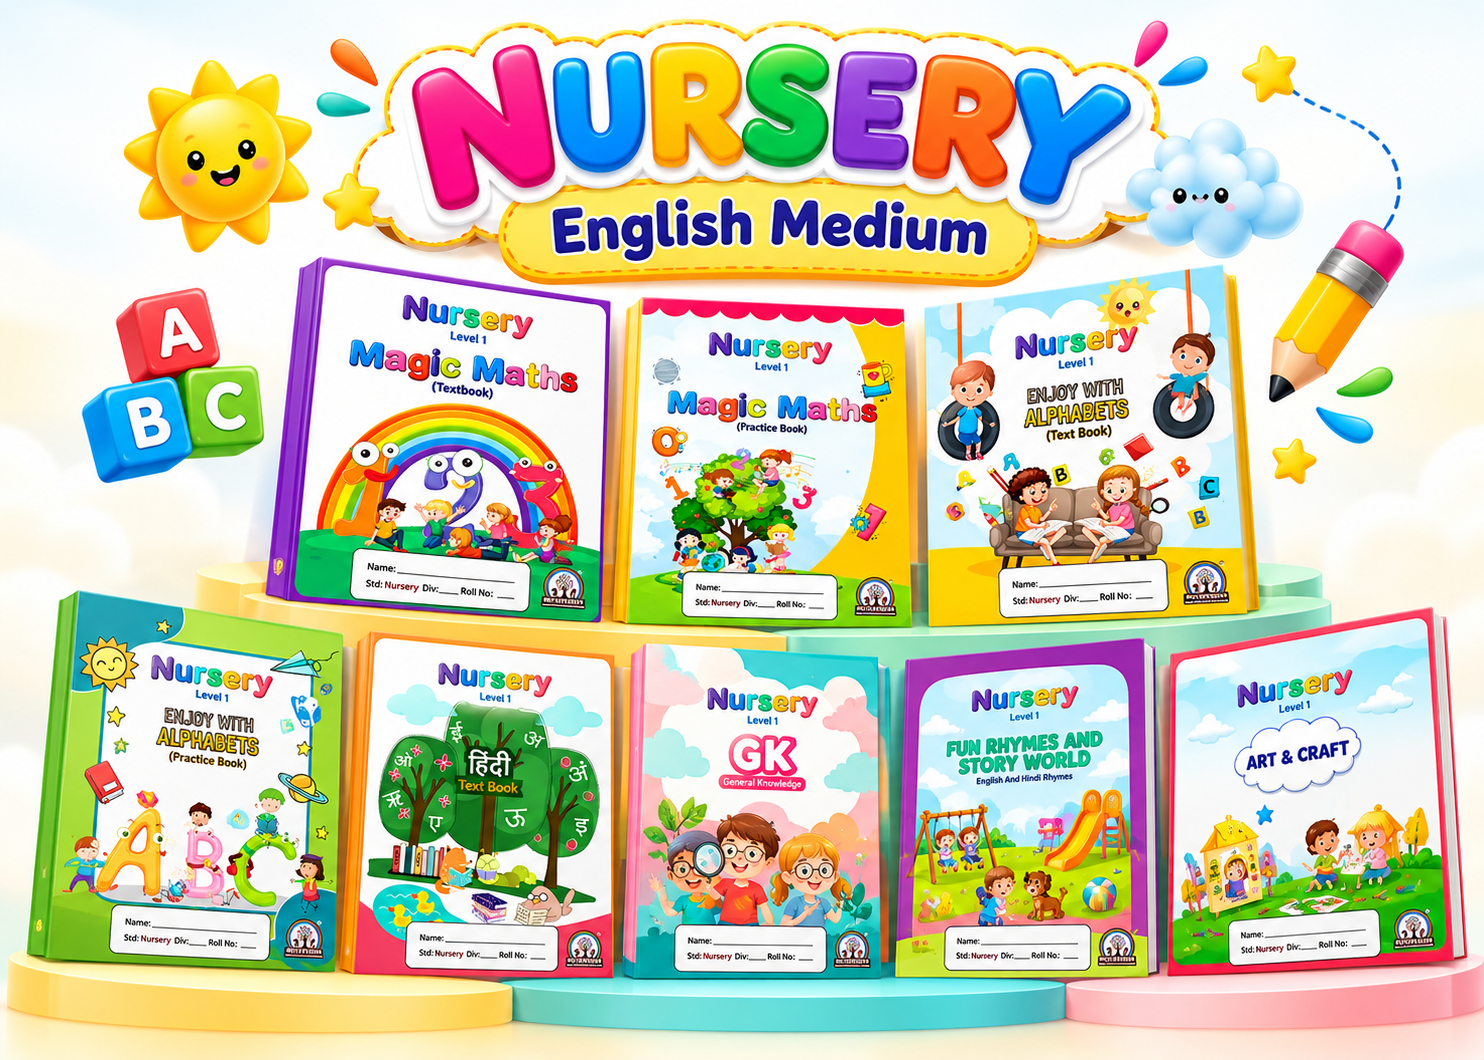 NURSERY
English Medium
A
B
C
Nursery
Level 1
Magic Maths
(Textbook)
1 2 3
Name:
Std: Nursery Div: Roll No:
Nursery
Level 1
Magic Maths
(Practice Book)
1
3
Name:
Std: Nursery Div: Roll No:
Nursery
Level 1
ENJOY WITH
ALPHABETS
(Text Book)
A
A
B
B
C
B
Name:
Std: Nursery Div: Roll No:
Nursery
Level 1
ENJOY WITH
ALPHABETS
(Practice Book)
A B C
Name:
Std: Nursery Div: Roll No:
Nursery
Level 1
ई
अ
ओ
हिंदी
अं
Text Book
ऋ
ए
ऊ
इ
Name:
Std: Nursery Div: Roll No:
Nursery
Level 1
GK
General Knowledge
Name:
Std: Nursery Div: Roll No:
Nursery
Level 1
FUN RHYMES AND
STORY WORLD
English And Hindi Rhymes
Name:
Std: Nursery Div: Roll No:
Nursery
Level 1
ART & CRAFT
Name:
Std: Nursery Div: Roll No: